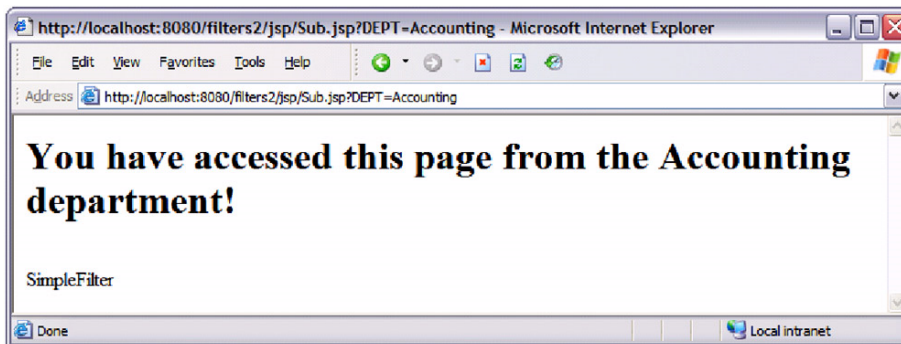 http://localhost:8080/filters2/jsp/Sub.jsp?DEPT=Accounting - Microsoft Internet Explorer
File Edit View Favorites Tools Help
Address http://localhost:8080/filters2/jsp/Sub.jsp?DEPT=Accounting
You have accessed this page from the Accounting
department!
SimpleFilter
Done Local intranet